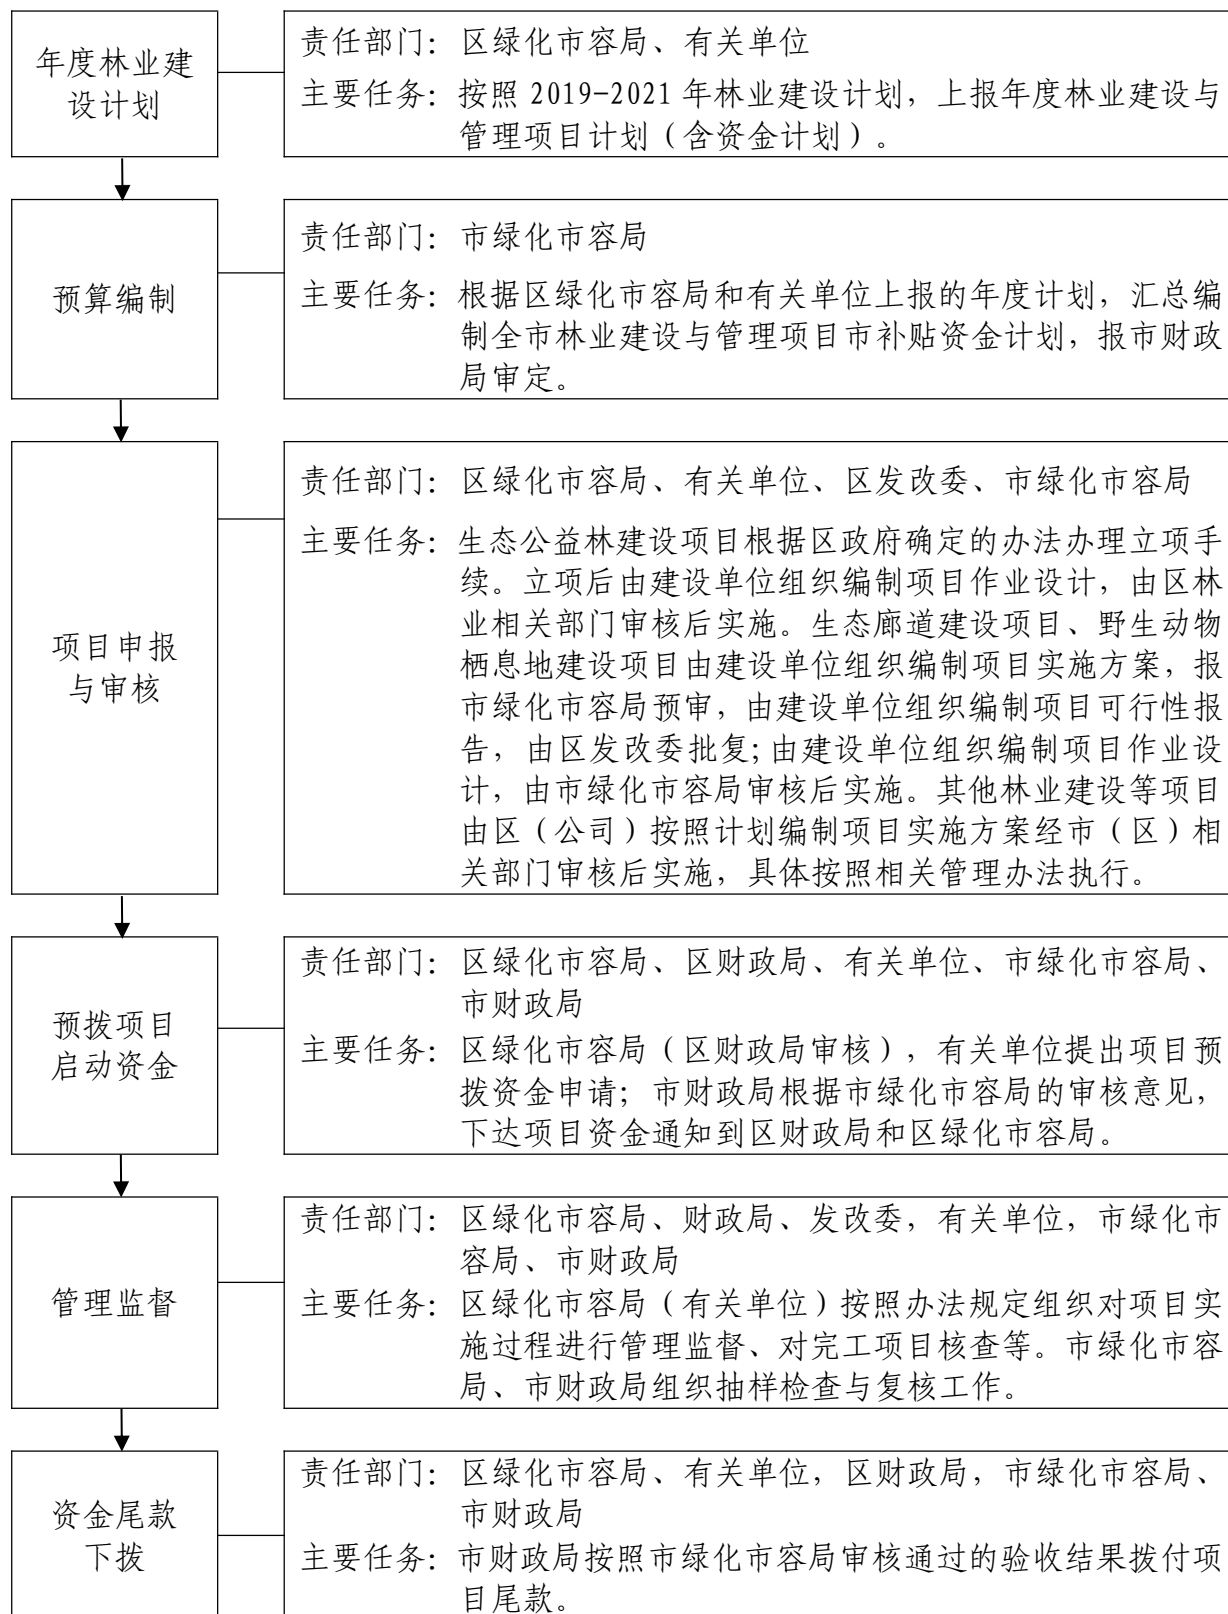 年度林业建
设计划
责任部门：区绿化市容局、有关单位
主要任务：按照 2019-2021 年林业建设计划，上报年度林业建设与
管理项目计划（含资金计划）。
预算编制
责任部门：市绿化市容局
主要任务：根据区绿化市容局和有关单位上报的年度计划，汇总编
制全市林业建设与管理项目市补贴资金计划，报市财政
局审定。
项目申报
与审核
责任部门：区绿化市容局、有关单位、区发改委、市绿化市容局
主要任务：生态公益林建设项目根据区政府确定的办法办理立项手
续。立项后由建设单位组织编制项目作业设计，由区林
业相关部门审核后实施。生态廊道建设项目、野生动物
栖息地建设项目由建设单位组织编制项目实施方案，报
市绿化市容局预审，由建设单位组织编制项目可行性报
告，由区发改委批复；由建设单位组织编制项目作业设
计，由市绿化市容局审核后实施。其他林业建设等项目
由区（公司）按照计划编制项目实施方案经市（区）相
关部门审核后实施，具体按照相关管理办法执行。
预拨项目
启动资金
责任部门：区绿化市容局、区财政局、有关单位、市绿化市容局、
市财政局
主要任务：区绿化市容局（区财政局审核），有关单位提出项目预
拨资金申请；市财政局根据市绿化市容局的审核意见，
下达项目资金通知到区财政局和区绿化市容局。
管理监督
责任部门：区绿化市容局、财政局、发改委，有关单位，市绿化市
容局、市财政局
主要任务：区绿化市容局（有关单位）按照办法规定组织对项目实
施过程进行管理监督、对完工项目核查等。市绿化市容
局、市财政局组织抽样检查与复核工作。
资金尾款
下拨
责任部门：区绿化市容局、有关单位，区财政局，市绿化市容局、
市财政局
主要任务：市财政局按照市绿化市容局审核通过的验收结果拨付项
目尾款。